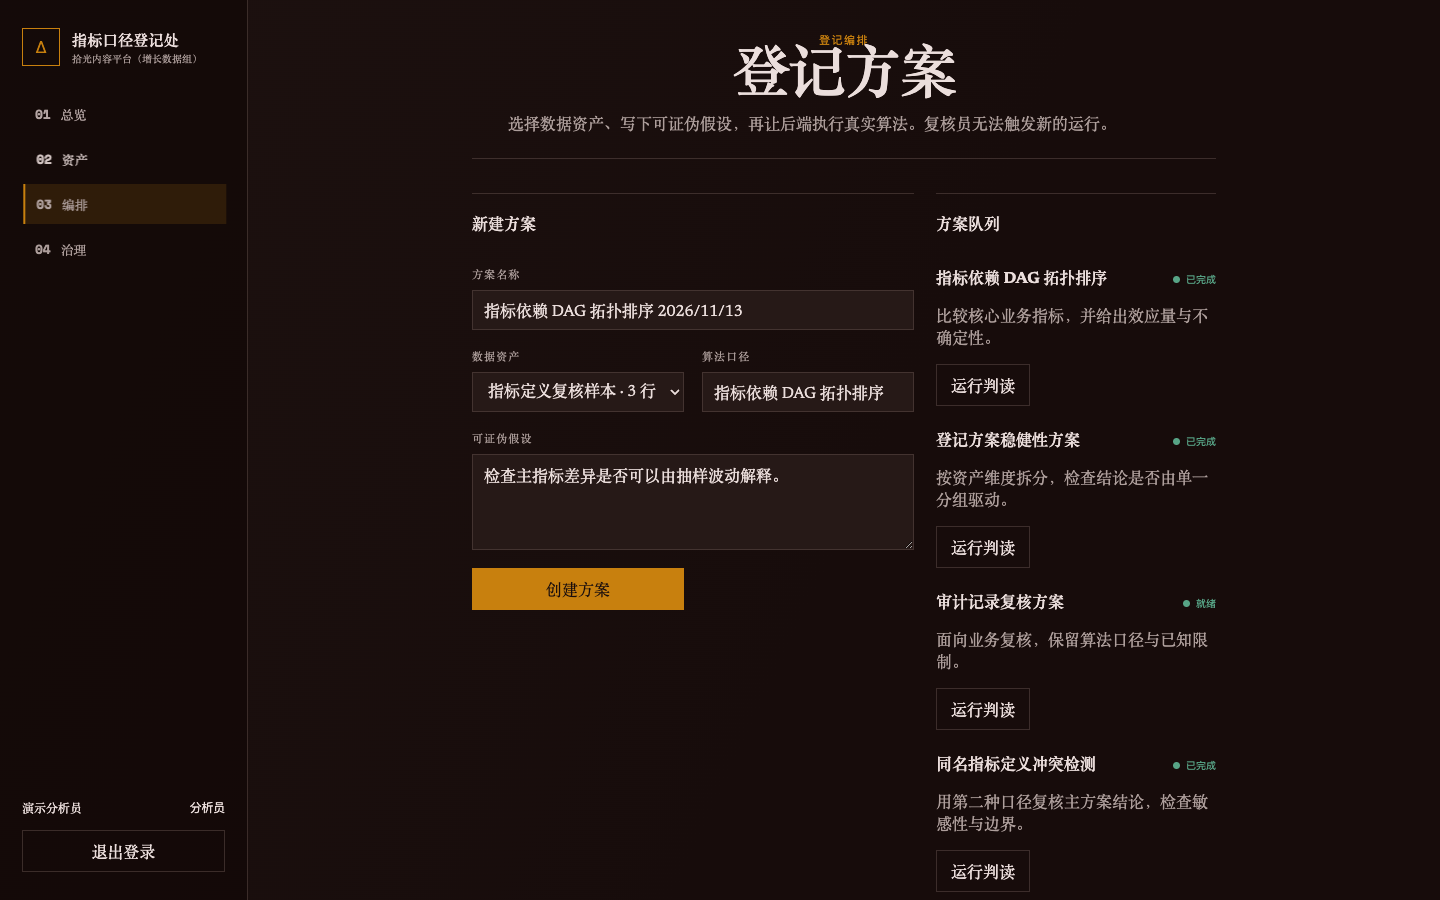 Δ
指标口径登记处
拾光内容平台（增长数据组）
01 总览
02 资产
03 编排
04 治理
演示分析员
分析员
退出登录
登记编排
登记方案
选择数据资产、写下可证伪假设，再让后端执行真实算法。复核员无法触发新的运行。
新建方案
方案名称
指标依赖 DAG 拓扑排序 2026/11/13
数据资产
算法口径
指标定义复核样本 · 3 行
指标依赖 DAG 拓扑排序
可证伪假设
检查主指标差异是否可以由抽样波动解释。
创建方案
方案队列
指标依赖 DAG 拓扑排序
已完成
比较核心业务指标，并给出效应量与不
确定性。
运行判读
登记方案稳健性方案
已完成
按资产维度拆分，检查结论是否由单一
分组驱动。
运行判读
审计记录复核方案
就绪
面向业务复核，保留算法口径与已知限
制。
运行判读
同名指标定义冲突检测
已完成
用第二种口径复核主方案结论，检查敏
感性与边界。
运行判读